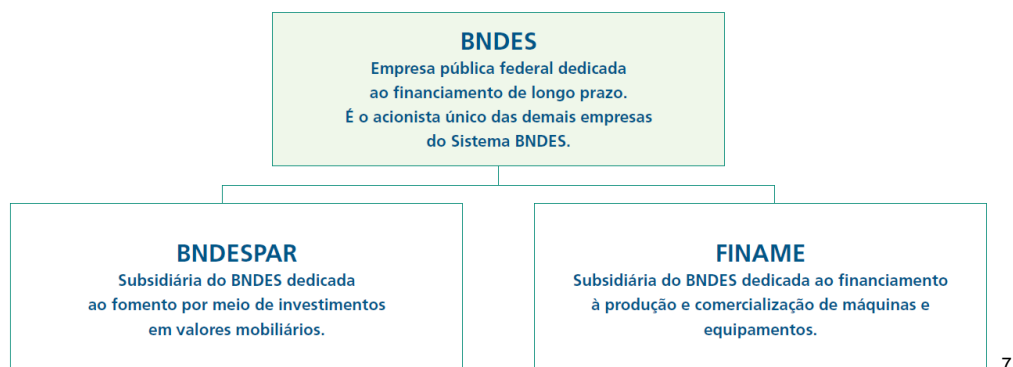 BNDES
Empresa pública federal dedicada
ao financiamento de longo prazo.
É o acionista único das demais empresas
do Sistema BNDES.
BNDESPAR
Subsidiária do BNDES dedicada
ao fomento por meio de investimentos
em valores mobiliários.
FINAME
Subsidiária do BNDES dedicada ao financiamento
à produção e comercialização de máquinas e
equipamentos.
7